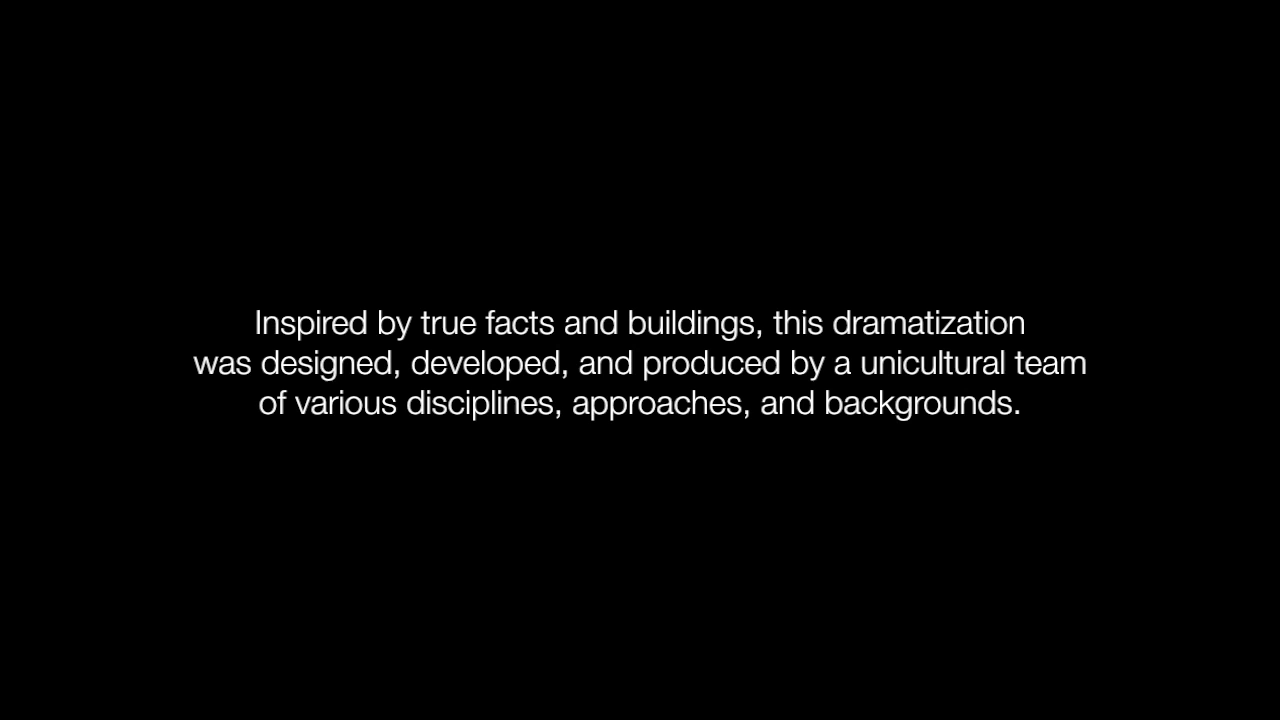 Inspired by true facts and buildings, this dramatization
was designed, developed, and produced by a unicultural team
of various disciplines, approaches, and backgrounds.